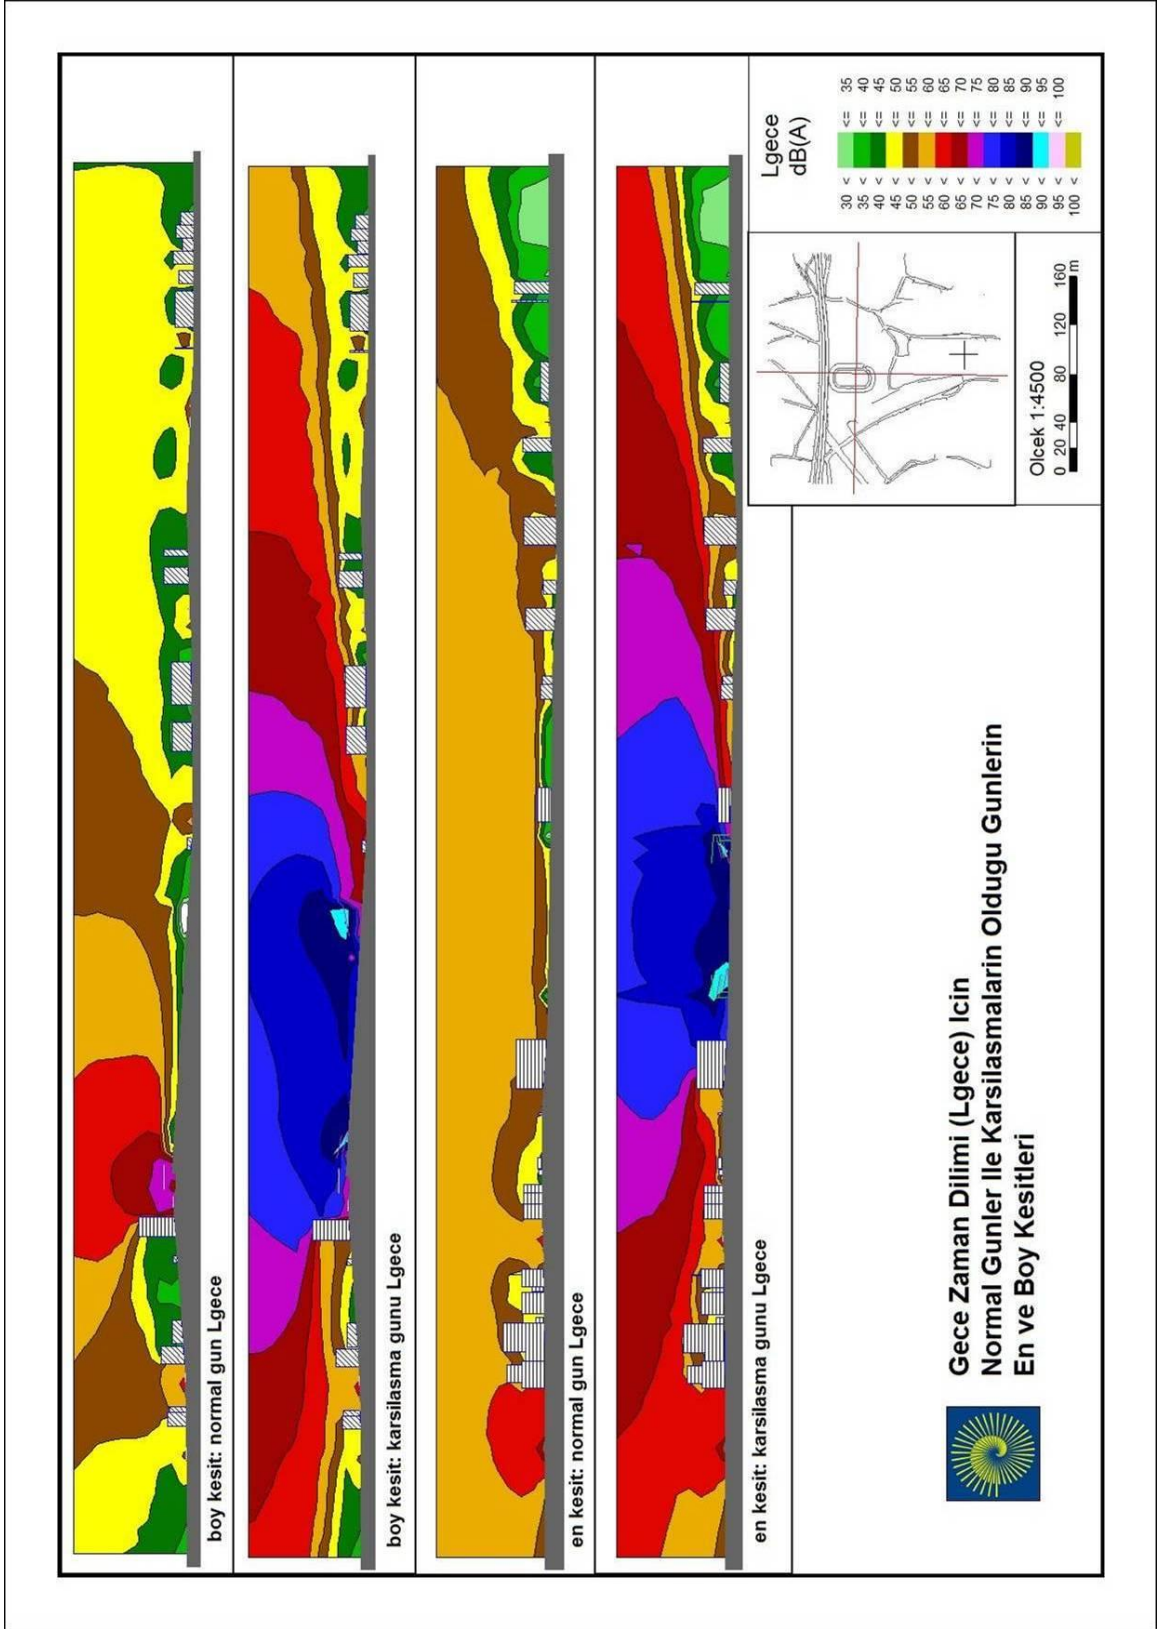 boy kesit: normal gun Lgece
boy kesit: karsilasma gunu Lgece
en kesit: normal gun Lgece
en kesit: karsilasma gunu Lgece
Lgece
dB(A)
30 < <= 35
35 < <= 40
40 < <= 45
45 < <= 50
50 < <= 55
55 < <= 60
60 < <= 65
65 < <= 70
70 < <= 75
75 < <= 80
80 < <= 85
85 < <= 90
90 < <= 95
95 < <= 100
100 <
Olcek 1:4500
0 20 40 80 120 160
m
Gece Zaman Dilimi (Lgece) Icin
Normal Gunler Ile Karsilasmalarin Oldugu Gunlerin
En ve Boy Kesitleri